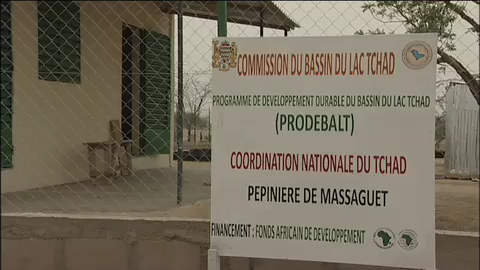 COMMISSION DU BASSIN DU LAC TCHAD
PROGRAMME DE DEVELOPPEMENT DURABLE DU BASSIN DU LAC TCHAD
(PRODEBALT)
COORDINATION NATIONALE DU TCHAD
PEPINIERE DE MASSAGUET
FINANCEMENT : FONDS AFRICAIN DE DEVELOPPEMENT